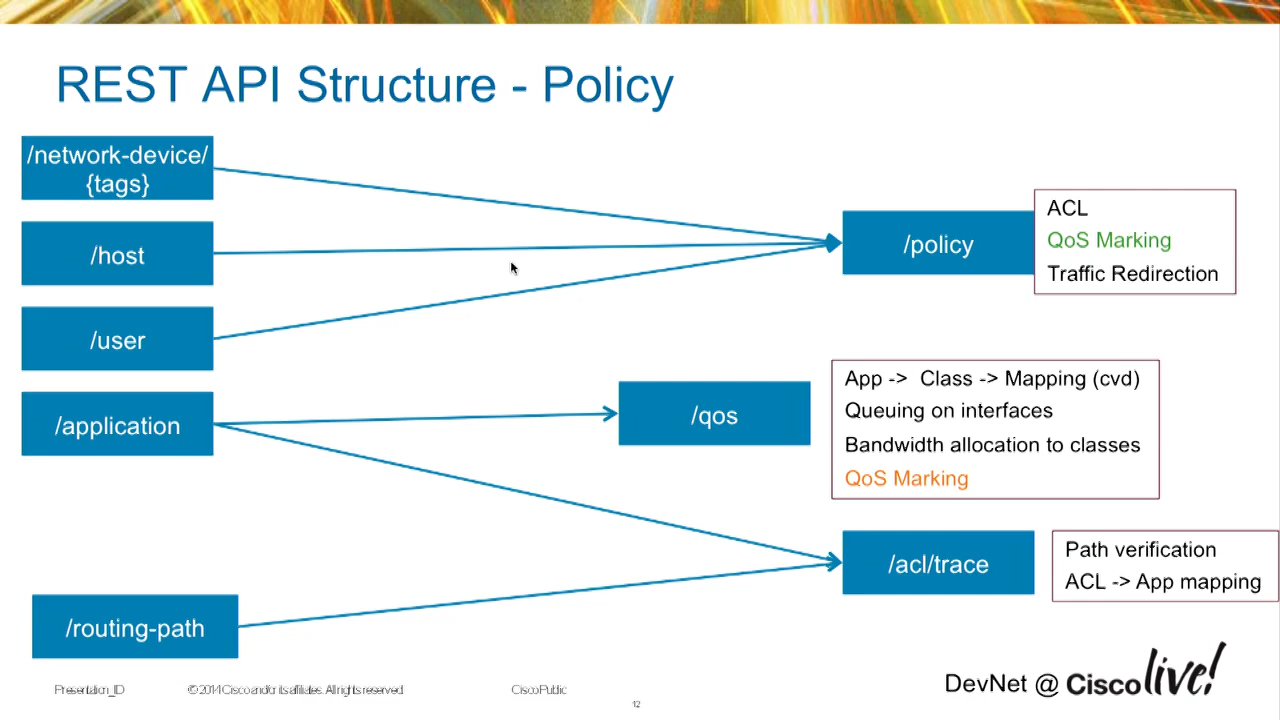 REST API Structure - Policy
/network-device/
{tags}
/host
/user
/application
/routing-path
/policy
ACL
QoS Marking
Traffic Redirection
/qos
App -> Class -> Mapping (cvd)
Queuing on interfaces
Bandwidth allocation to classes
QoS Marking
/acl/trace
Path verification
ACL -> App mapping
Presentation_ID
© 2014 Cisco and/or its affiliates. All rights reserved.
Cisco Public
12
DevNet @ Cisco live!